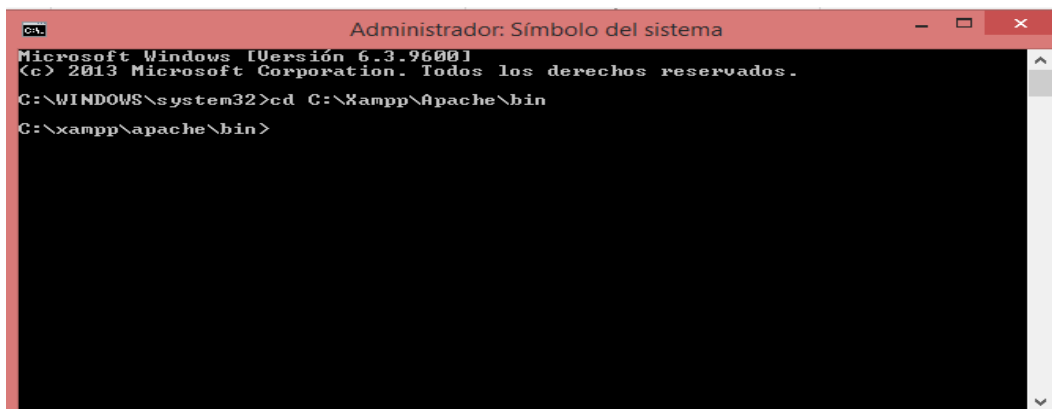 Administrador: Símbolo del sistema
Microsoft Windows [Versión 6.3.9600]
(c) 2013 Microsoft Corporation. Todos los derechos reservados.
C:\WINDOWS\system32>cd C:\Xampp\Apache\bin
C:\xampp\apache\bin>